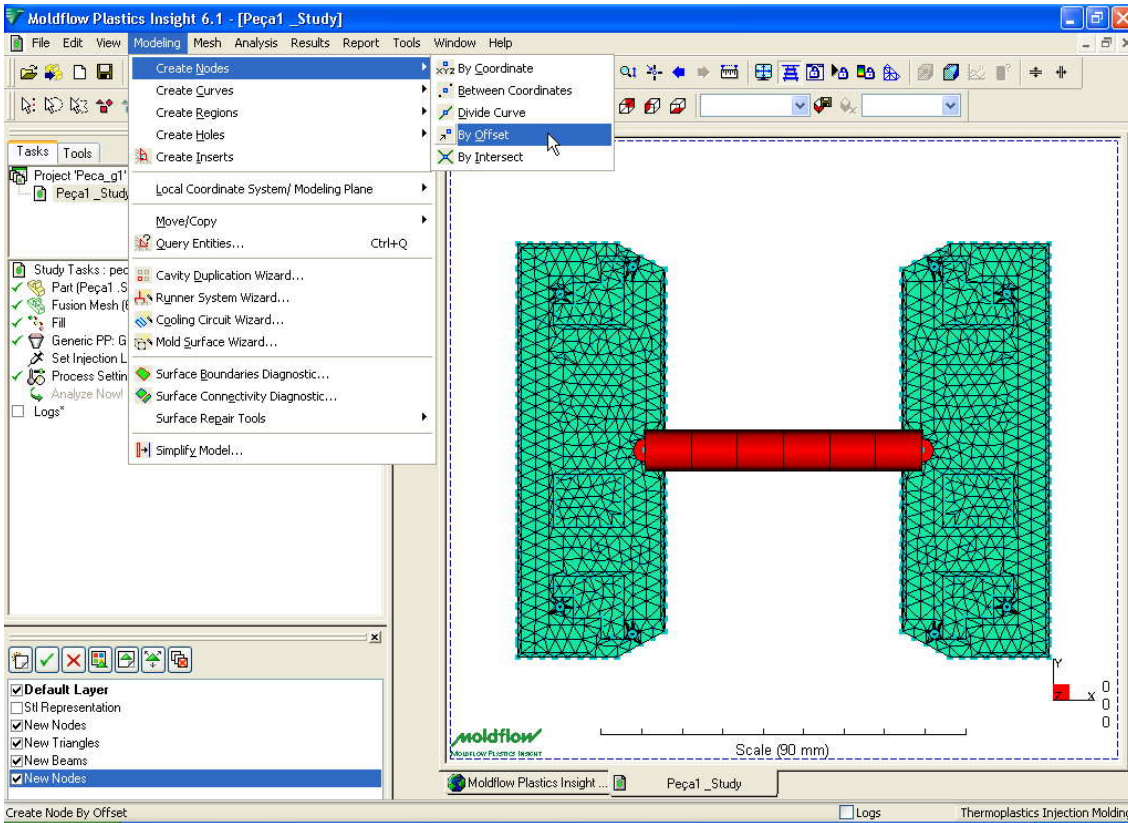 Moldflow Plastics Insight 6.1 - [Peça1 _Study]
File Edit View Modeling Mesh Analysis Results Report Tools Window Help
Create Nodes
Create Curves
Create Regions
Create Holes
Create Inserts
Local Coordinate System/ Modeling Plane
Move/Copy
Query Entities... Ctrl+Q
Cavity Duplication Wizard...
Runner System Wizard...
Cooling Circuit Wizard...
Mold Surface Wizard...
Surface Boundaries Diagnostic...
Surface Connectivity Diagnostic...
Surface Repair Tools
Simplify Model...
By Coordinate
Between Coordinates
Divide Curve
By Offset
By Intersect
Tasks Tools
Project 'Peca_g1'
Peça1 _Study
Study Tasks : pec
Part (Peça1 .S
Fusion Mesh (
Fill
Generic PP: G
Set Injection L
Process Settin
Analyze Now!
Logs*
Default Layer
Stl Representation
New Nodes
New Triangles
New Beams
New Nodes
moldflow
MOLDFLOW PLASTICS INSIGHT
Scale (90 mm)
Y
Z X
0
0
0
Moldflow Plastics Insight ... Peça1 _Study
Create Node By Offset Logs Thermoplastics Injection Molding